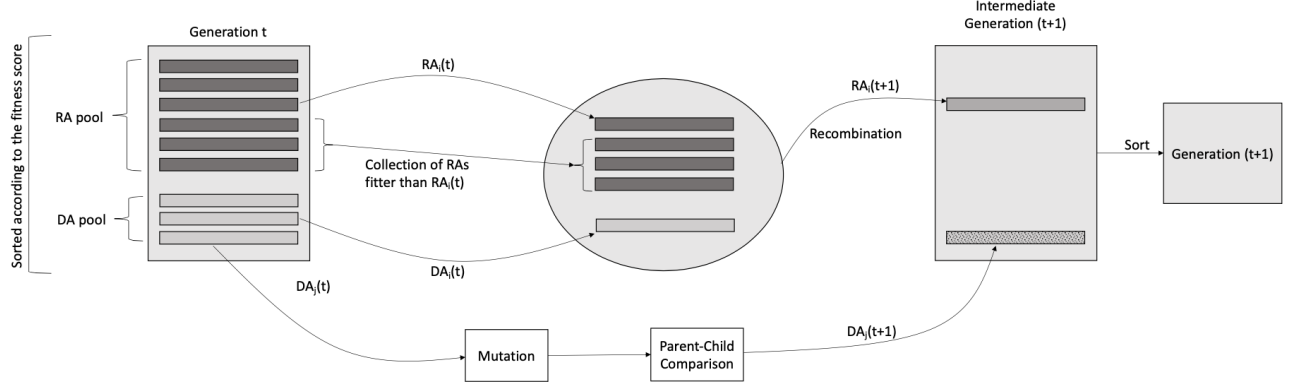 Sorted according to the fitness score
Generation t
RA pool
DA pool
RAᵢ(t)
Collection of RAs
fitter than RAᵢ(t)
DAᵢ(t)
DAⱼ(t)
Mutation
Parent-Child
Comparison
DAⱼ(t+1)
RAᵢ(t+1)
Recombination
Intermediate
Generation (t+1)
Sort
Generation (t+1)